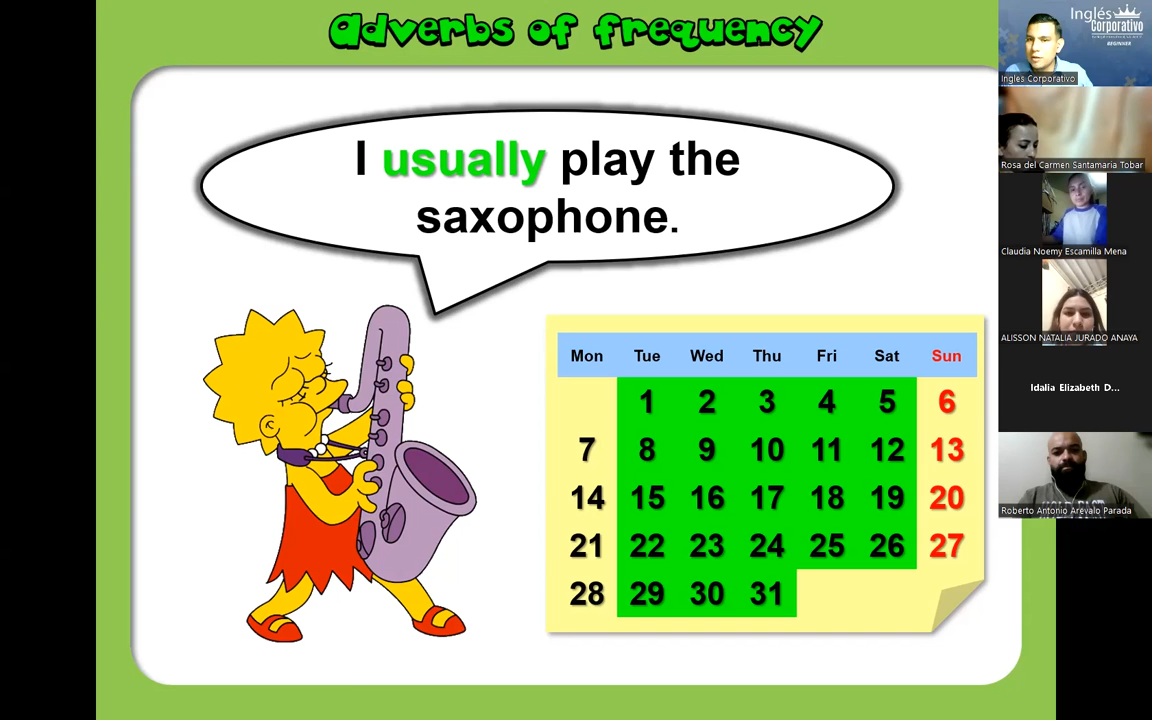 adverbs of frequency
I usually play the
saxophone.
Mon Tue Wed Thu Fri Sat Sun
1 2 3 4 5 6
7 8 9 10 11 12 13
14 15 16 17 18 19 20
21 22 23 24 25 26 27
28 29 30 31
Inglés
Corporativo
BEGINNER
Ingles Corporativo
Rosa del Carmen Santamaria Tobar
Claudia Noemy Escamilla Mena
ALISSON NATALIA JURADO ANAYA
Idalia Elizabeth D...
Roberto Antonio Arevalo Parada